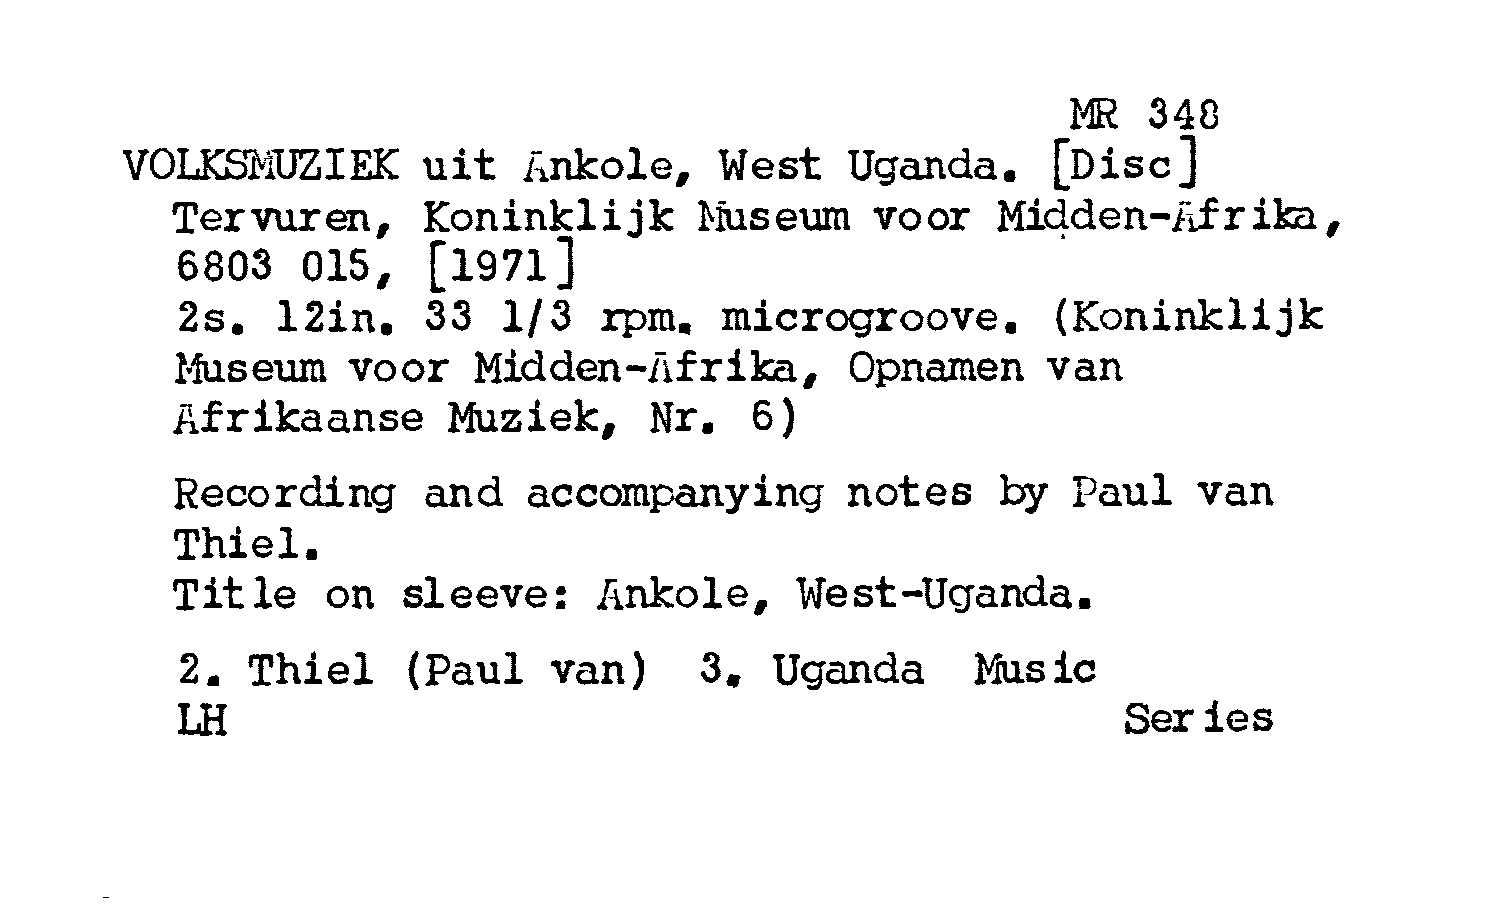 MR 348
VOLKSMUZIEK uit Ankole, West Uganda. [Disc]
Tervuren, Koninklijk Museum voor Midden-Afrika,
6803 015, [1971]
2s. 12in. 33 1/3 rpm. microgroove. (Koninklijk
Museum voor Midden-Afrika, Opnamen van
Afrikaanse Muziek, Nr. 6)
Recording and accompanying notes by Paul van
Thiel.
Title on sleeve: Ankole, West-Uganda.
2. Thiel (Paul van) 3. Uganda Music
LH Series